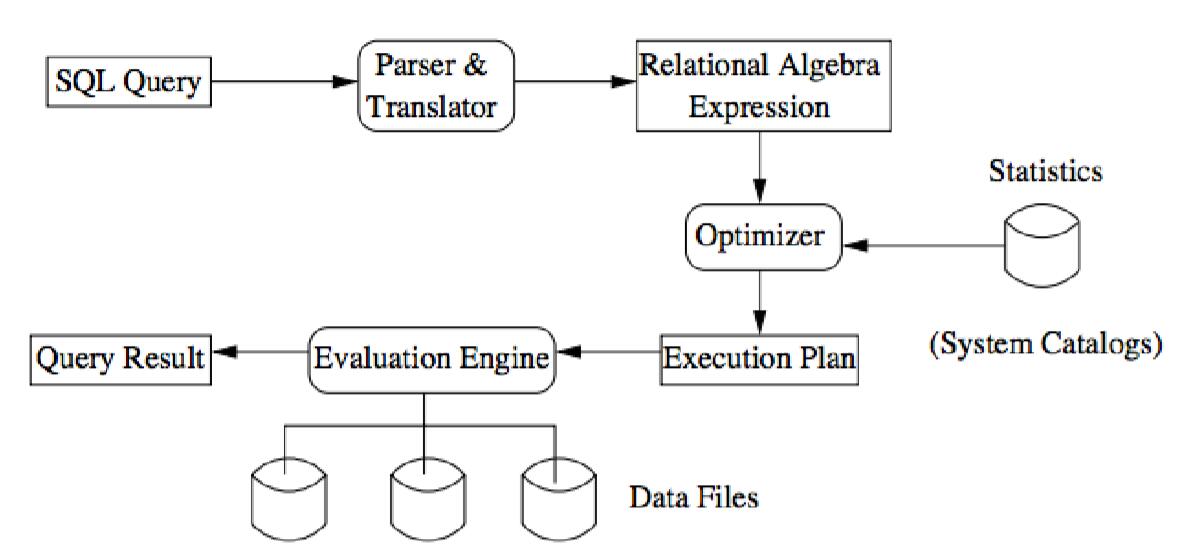 SQL Query
Parser &
Translator
Relational Algebra
Expression
Statistics
Optimizer
(System Catalogs)
Query Result
Evaluation Engine
Execution Plan
Data Files